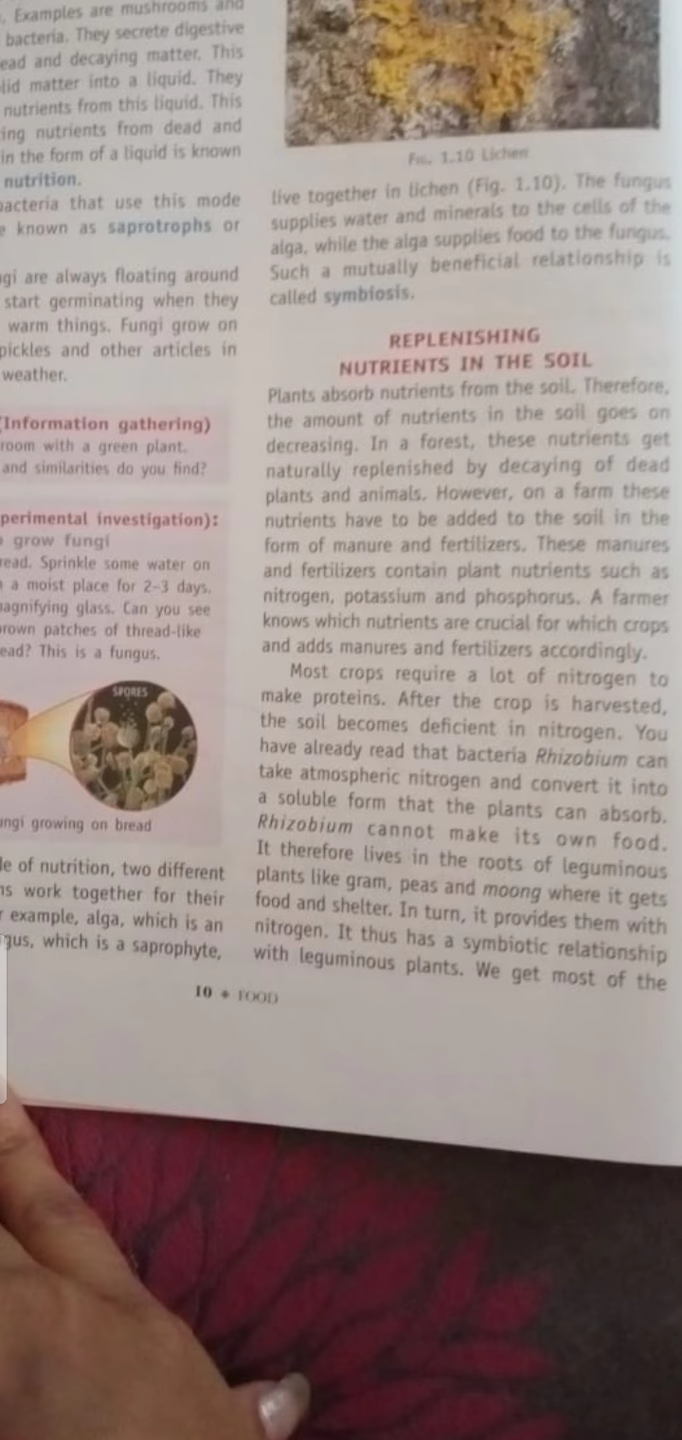 . Examples are mushrooms and
bacteria. They secrete digestive
ead and decaying matter. This
lid matter into a liquid. They
nutrients from this liquid. This
ing nutrients from dead and
in the form of a liquid is known
nutrition.
bacteria that use this mode
e known as saprotrophs or
gi are always floating around
start germinating when they
warm things. Fungi grow on
pickles and other articles in
weather.
(Information gathering)
room with a green plant.
and similarities do you find?
perimental investigation):
o grow fungi
read. Sprinkle some water on
n a moist place for 2–3 days.
magnifying glass. Can you see
brown patches of thread-like
ead? This is a fungus.
SPORES
ungi growing on bread
de of nutrition, two different
ns work together for their
r example, alga, which is an
gus, which is a saprophyte,
FIG. 1.10 Lichen
live together in lichen (Fig. 1.10). The fungus
supplies water and minerals to the cells of the
alga, while the alga supplies food to the fungus.
Such a mutually beneficial relationship is
called symbiosis.
REPLENISHING
NUTRIENTS IN THE SOIL
Plants absorb nutrients from the soil. Therefore,
the amount of nutrients in the soil goes on
decreasing. In a forest, these nutrients get
naturally replenished by decaying of dead
plants and animals. However, on a farm these
nutrients have to be added to the soil in the
form of manure and fertilizers. These manures
and fertilizers contain plant nutrients such as
nitrogen, potassium and phosphorus. A farmer
knows which nutrients are crucial for which crops
and adds manures and fertilizers accordingly.
Most crops require a lot of nitrogen to
make proteins. After the crop is harvested,
the soil becomes deficient in nitrogen. You
have already read that bacteria Rhizobium can
take atmospheric nitrogen and convert it into
a soluble form that the plants can absorb.
Rhizobium cannot make its own food.
It therefore lives in the roots of leguminous
plants like gram, peas and moong where it gets
food and shelter. In turn, it provides them with
nitrogen. It thus has a symbiotic relationship
with leguminous plants. We get most of the
10 • FOOD